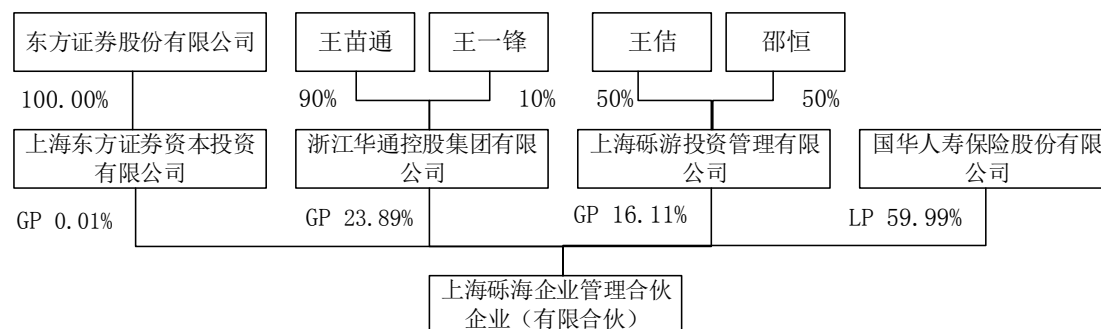 东方证券股份有限公司
王苗通
王一锋
王佶
邵恒
100.00%
90%
10%
50%
50%
上海东方证券资本投资
有限公司
浙江华通控股集团有限
公司
上海砾游投资管理有限
公司
国华人寿保险股份有限
公司
GP 0.01%
GP 23.89%
GP 16.11%
LP 59.99%
上海砾海企业管理合伙
企业（有限合伙）